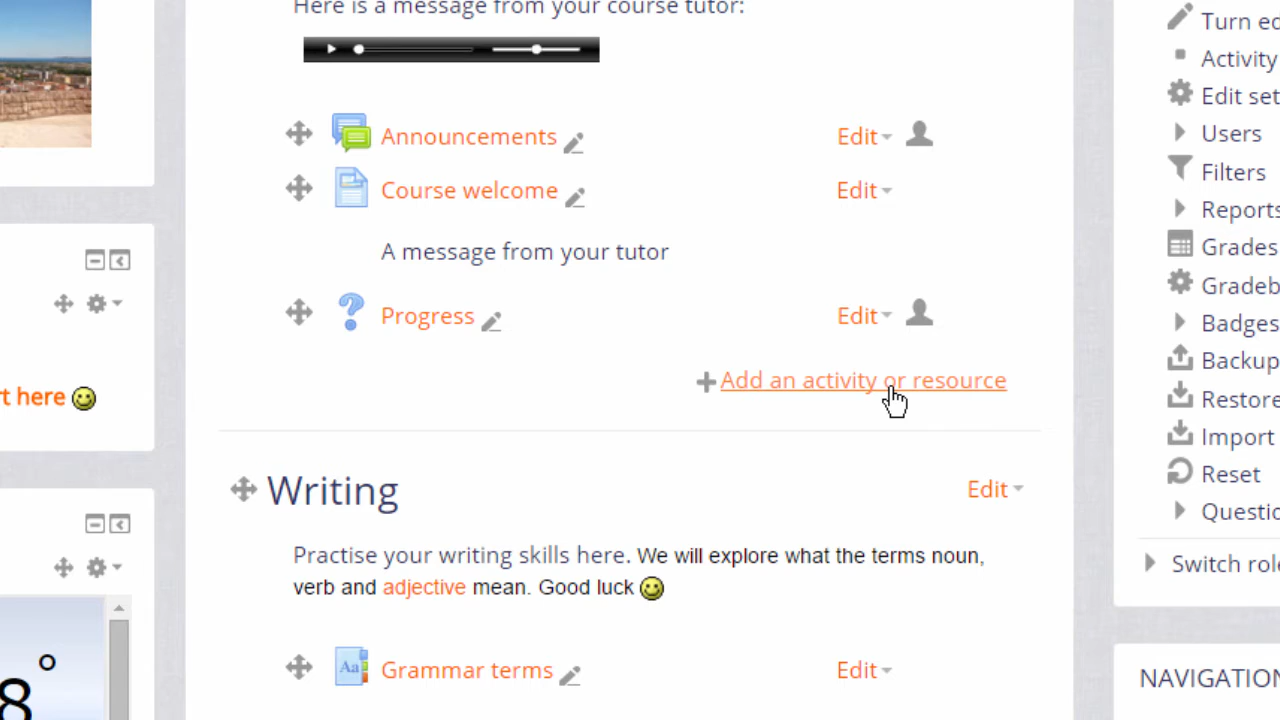 Here is a message from your course tutor:
Announcements Edit
Course welcome Edit
A message from your tutor
Progress Edit
Add an activity or resource
Writing Edit
Practise your writing skills here. We will explore what the terms noun,
verb and adjective mean. Good luck
Grammar terms Edit
rt here
8°
Turn ed
Activity
Edit set
Users
Filters
Reports
Grades
Gradeb
Badges
Backup
Restore
Import
Reset
Questio
Switch role
NAVIGATION